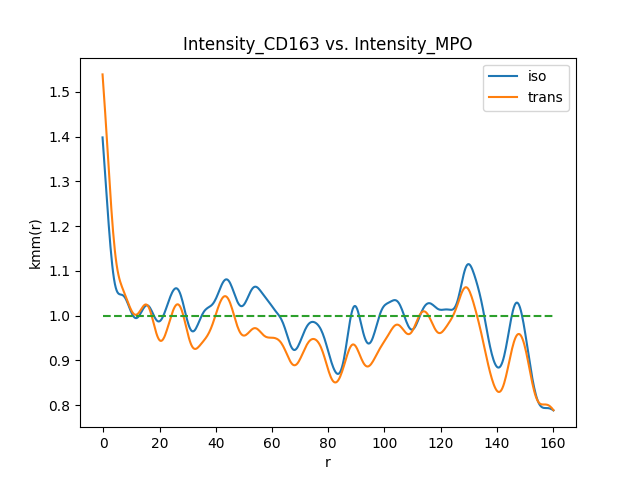 Intensity_CD163 vs. Intensity_MPO
iso
trans
kmm(r)
1.5
1.4
1.3
1.2
1.1
1.0
0.9
0.8
0 20 40 60 80 100 120 140 160
r